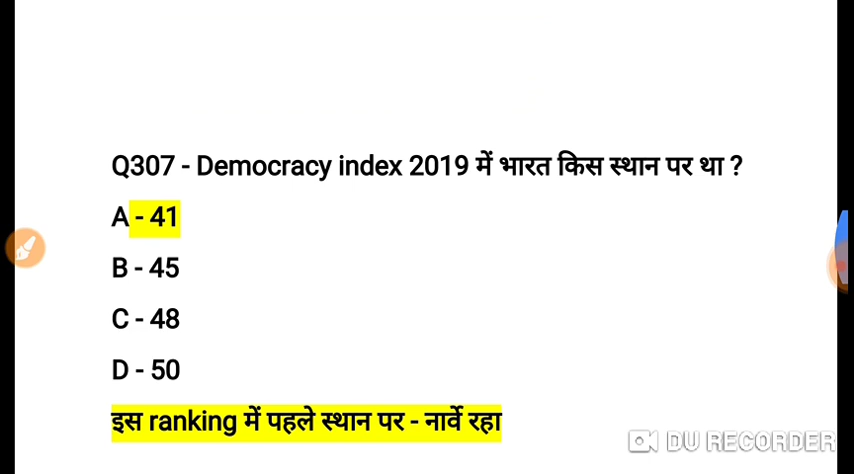 Q307 - Democracy index 2019 में भारत किस स्थान पर था ?
A - 41
B - 45
C - 48
D - 50
इस ranking में पहले स्थान पर - नार्वे रहा
DU RECORDER